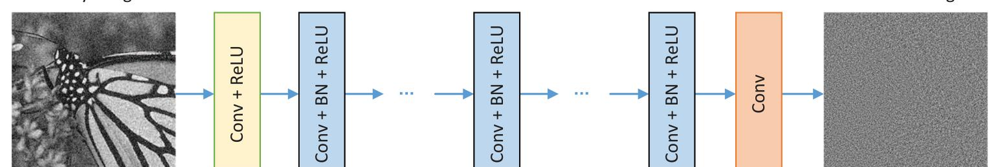 Conv + ReLU
Conv + BN + ReLU
...
Conv + BN + ReLU
...
Conv + BN + ReLU
Conv